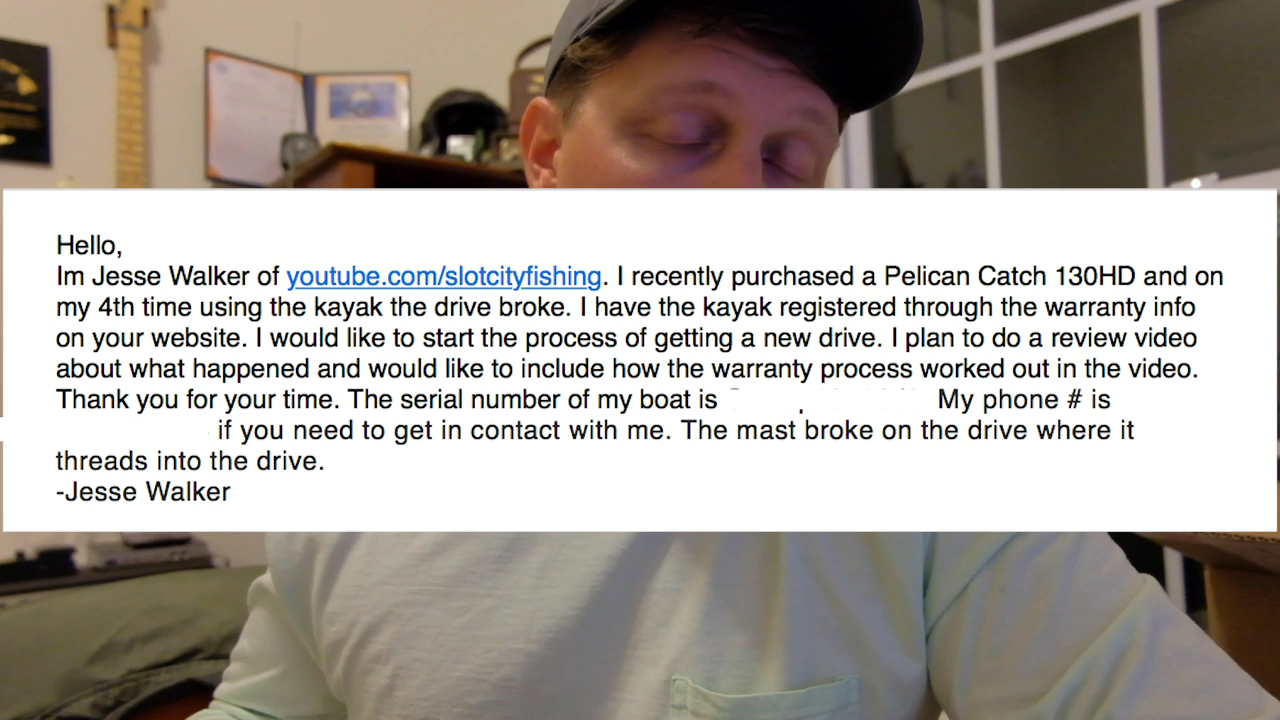 Hello,
Im Jesse Walker of youtube.com/slotcityfishing. I recently purchased a Pelican Catch 130HD and on
my 4th time using the kayak the drive broke. I have the kayak registered through the warranty info
on your website. I would like to start the process of getting a new drive. I plan to do a review video
about what happened and would like to include how the warranty process worked out in the video.
Thank you for your time. The serial number of my boat is My phone # is
if you need to get in contact with me. The mast broke on the drive where it
threads into the drive.
-Jesse Walker